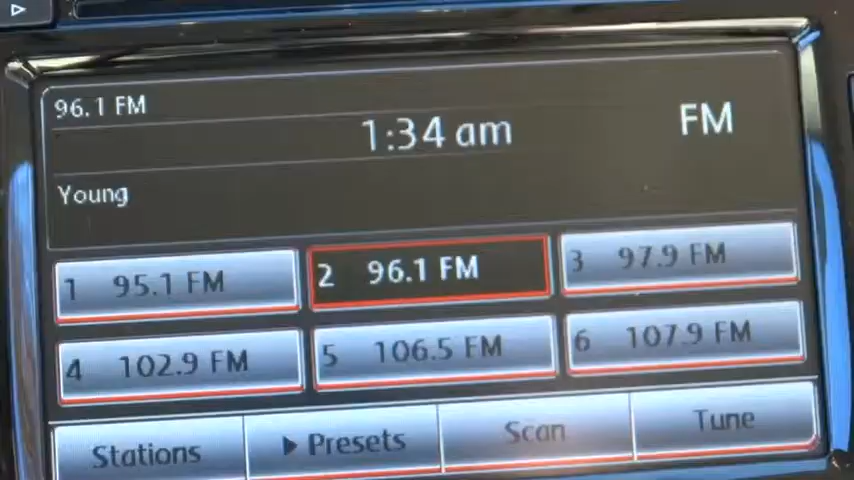 96.1 FM
1:34 am
FM
Young
1 95.1 FM
2 96.1 FM
3 97.9 FM
4 102.9 FM
5 106.5 FM
6 107.9 FM
Stations
Presets
Scan
Tune